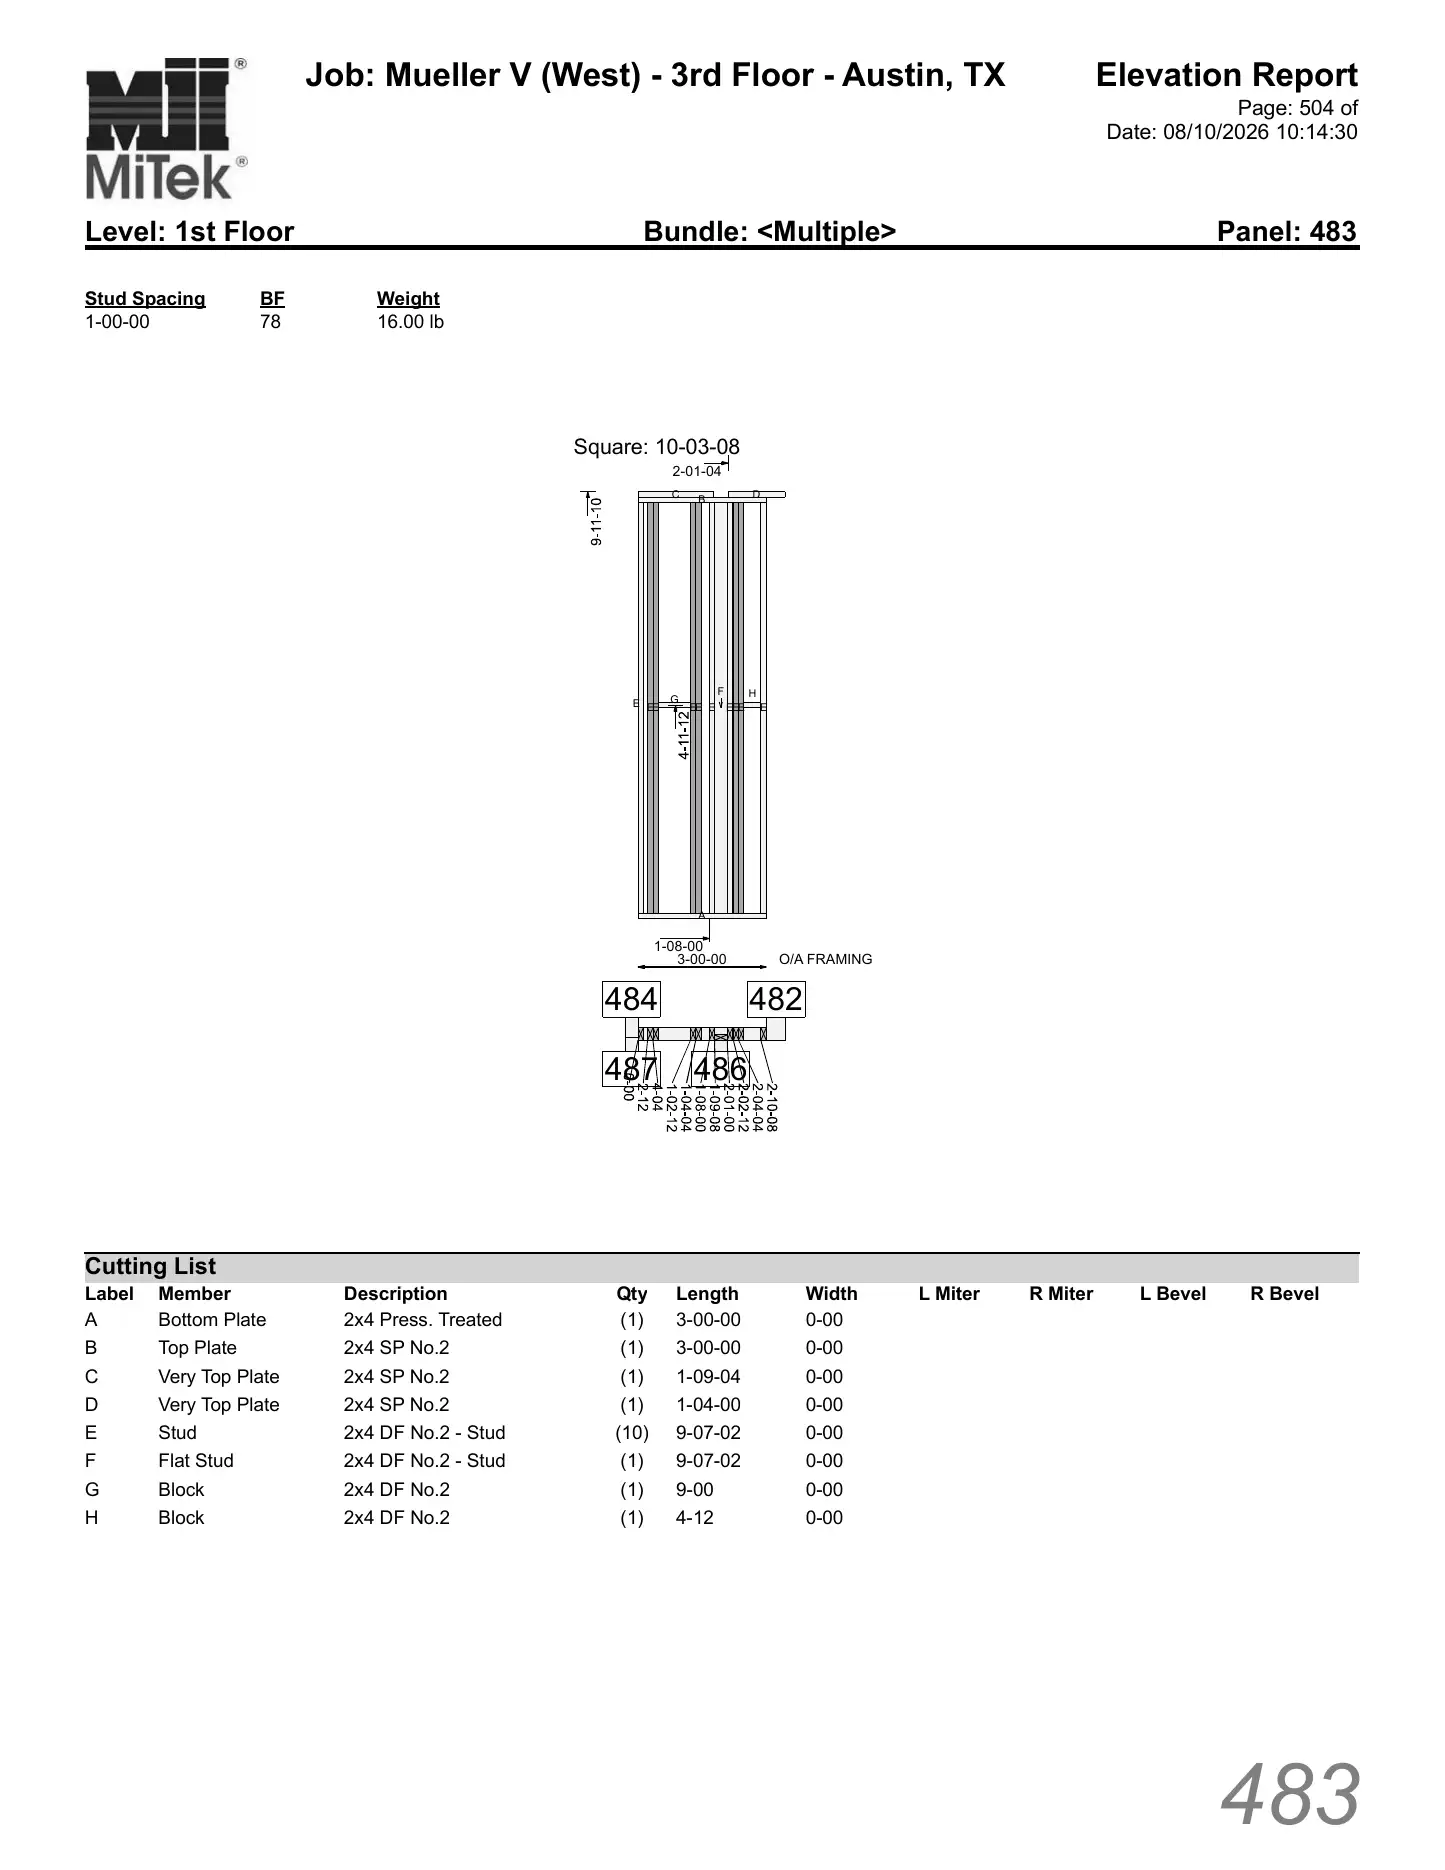 Job: Mueller V (West) - 3rd Floor - Austin, TX
Elevation Report
Page: 504 of
Date: 08/10/2026 10:14:30
MiTek®
Level: 1st Floor Bundle: <Multiple> Panel: 483
Stud Spacing BF Weight
1-00-00 78 16.00 lb
Square: 10-03-08
2-01-04
C B D
9-11-10
E G F H
4-11-12
A
1-08-00
3-00-00 O/A FRAMING
484 482
487 486
2-12
4-04
1-02-12
1-04-04
1-08-00
1-09-08
2-01-00
2-02-12
2-04-04
2-10-08
Cutting List
Label Member Description Qty Length Width L Miter R Miter L Bevel R Bevel
A Bottom Plate 2x4 Press. Treated (1) 3-00-00 0-00
B Top Plate 2x4 SP No.2 (1) 3-00-00 0-00
C Very Top Plate 2x4 SP No.2 (1) 1-09-04 0-00
D Very Top Plate 2x4 SP No.2 (1) 1-04-00 0-00
E Stud 2x4 DF No.2 - Stud (10) 9-07-02 0-00
F Flat Stud 2x4 DF No.2 - Stud (1) 9-07-02 0-00
G Block 2x4 DF No.2 (1) 9-00 0-00
H Block 2x4 DF No.2 (1) 4-12 0-00
483